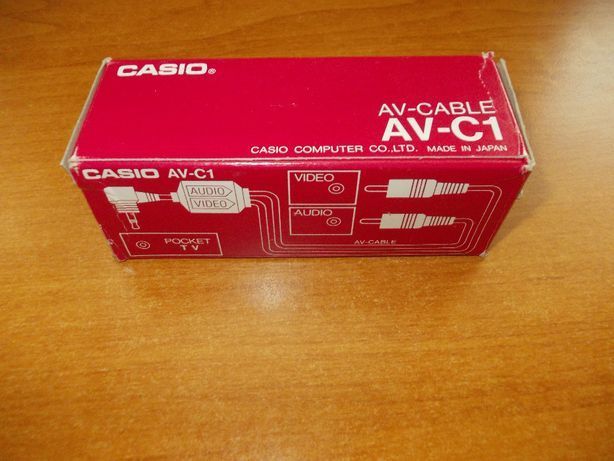 CASIO®
AV-CABLE
AV-C1
CASIO COMPUTER CO.,LTD. MADE IN JAPAN
CASIO AV-C1
AUDIO
VIDEO
VIDEO
AUDIO
POCKET
TV
AV-CABLE